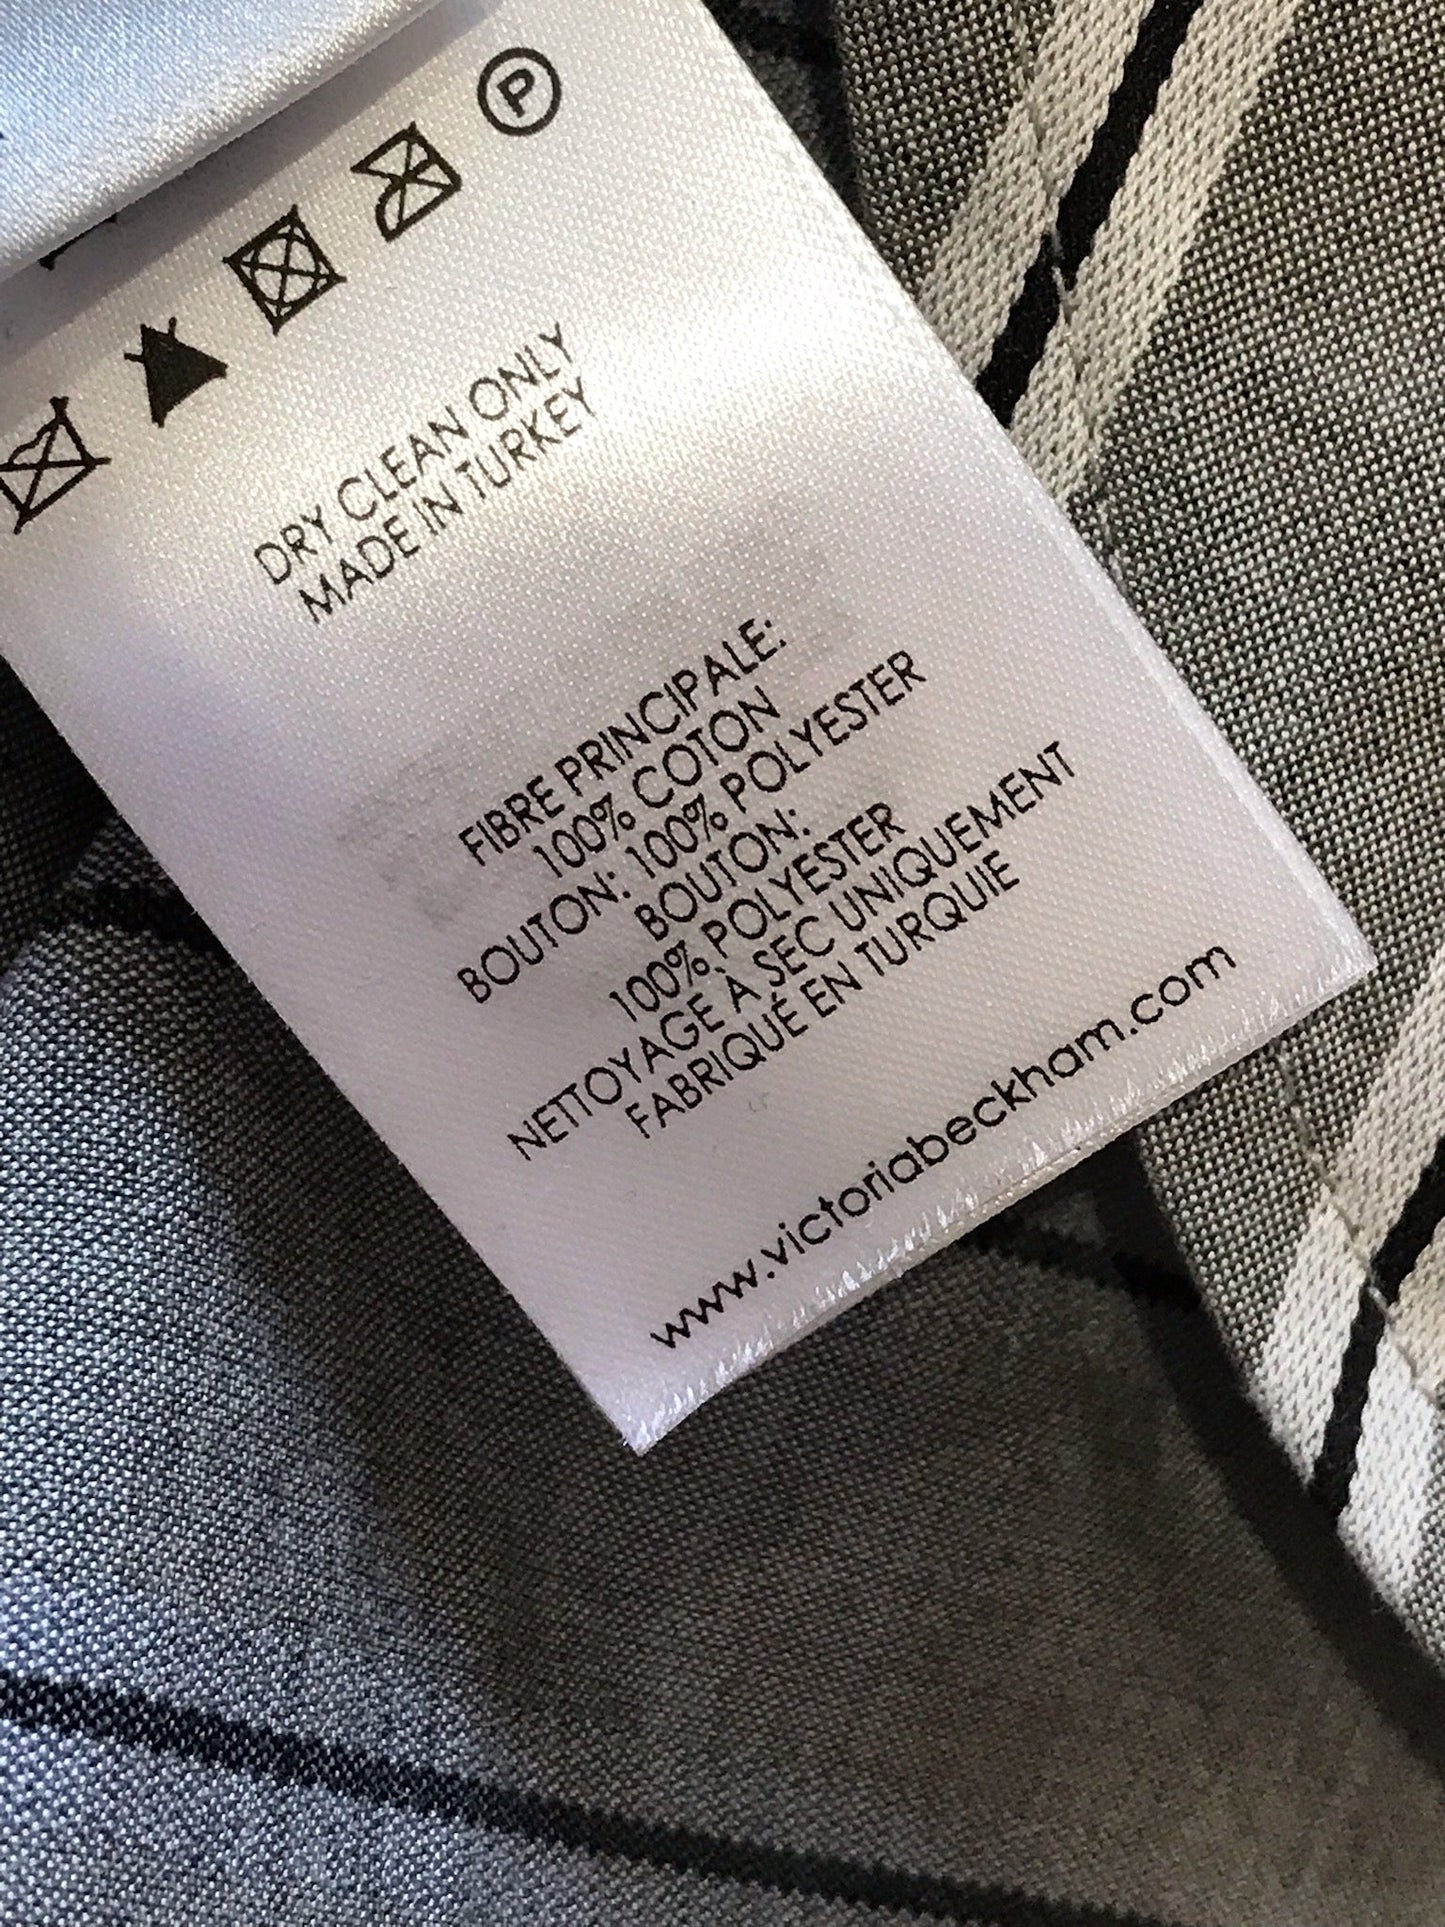 P
DRY CLEAN ONLY
MADE IN TURKEY
FIBRE PRINCIPALE:
100% COTON
BOUTON: 100% POLYESTER
BOUTON:
100% POLYESTER
NETTOYAGE À SEC UNIQUEMENT
FABRIQUÉ EN TURQUIE
www.victoriabeckham.com